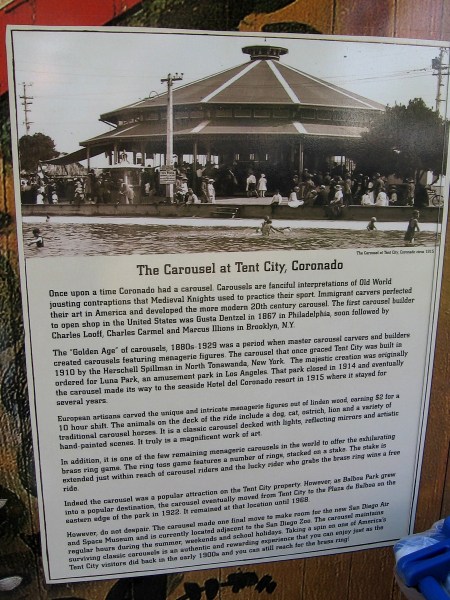 The Carousel at Tent City, Coronado circa 1915
The Carousel at Tent City, Coronado
Once upon a time Coronado had a carousel. Carousels are fanciful interpretations of Old World
jousting contraptions that Medieval Knights used to practice their sport. Immigrant carvers perfected
their art in America and developed the more modern 20th century carousel. The first carousel builder
to open shop in the United States was Gusta Dentzel in 1867 in Philadelphia, soon followed by
Charles Looff, Charles Carmel and Marcus Illions in Brooklyn, N.Y.
The "Golden Age" of carousels, 1880s-1929 was a period when master carousel carvers and builders
created carousels featuring menagerie figures. The carousel that once graced Tent City was built in
1910 by the Herschell Spillman in North Tonawanda, New York. The majestic creation was originally
ordered for Luna Park, an amusement park in Los Angeles. That park closed in 1914 and eventually
the carousel made its way to the seaside Hotel del Coronado resort in 1915 where it stayed for
several years.
European artisans carved the unique and intricate menagerie figures out of linden wood, earning $2 for a
10 hour shift. The animals on the deck of the ride include a dog, cat, ostrich, lion and a variety of
traditional carousel horses. It is a classic carousel decked with lights, reflecting mirrors and artistic
hand-painted scenes. It truly is a magnificent work of art.
In addition, it is one of the few remaining menagerie carousels in the world to offer the exhilarating
brass ring game. The ring toss game features a number of rings, stacked on a stake. The stake is
extended just within reach of carousel riders and the lucky rider who grabs the brass ring wins a free
ride.
Indeed the carousel was a popular attraction on the Tent City property. However, as Balboa Park grew
into a popular destination, the carousel eventually moved from Tent City to the Plaza de Balboa on the
eastern edge of the park in 1922. It remained at that location until 1968.
However, do not despair. The carousel made one final move to make room for the new San Diego Air
and Space Museum and is currently located adjacent to the San Diego Zoo. The carousel maintains
regular hours during the summer, weekends and school holidays. Taking a spin on one of America's
surviving classic carousels is an authentic and rewarding experience that you can enjoy just as the
Tent City visitors did back in the early 1900s and you can still reach for the brass ring!